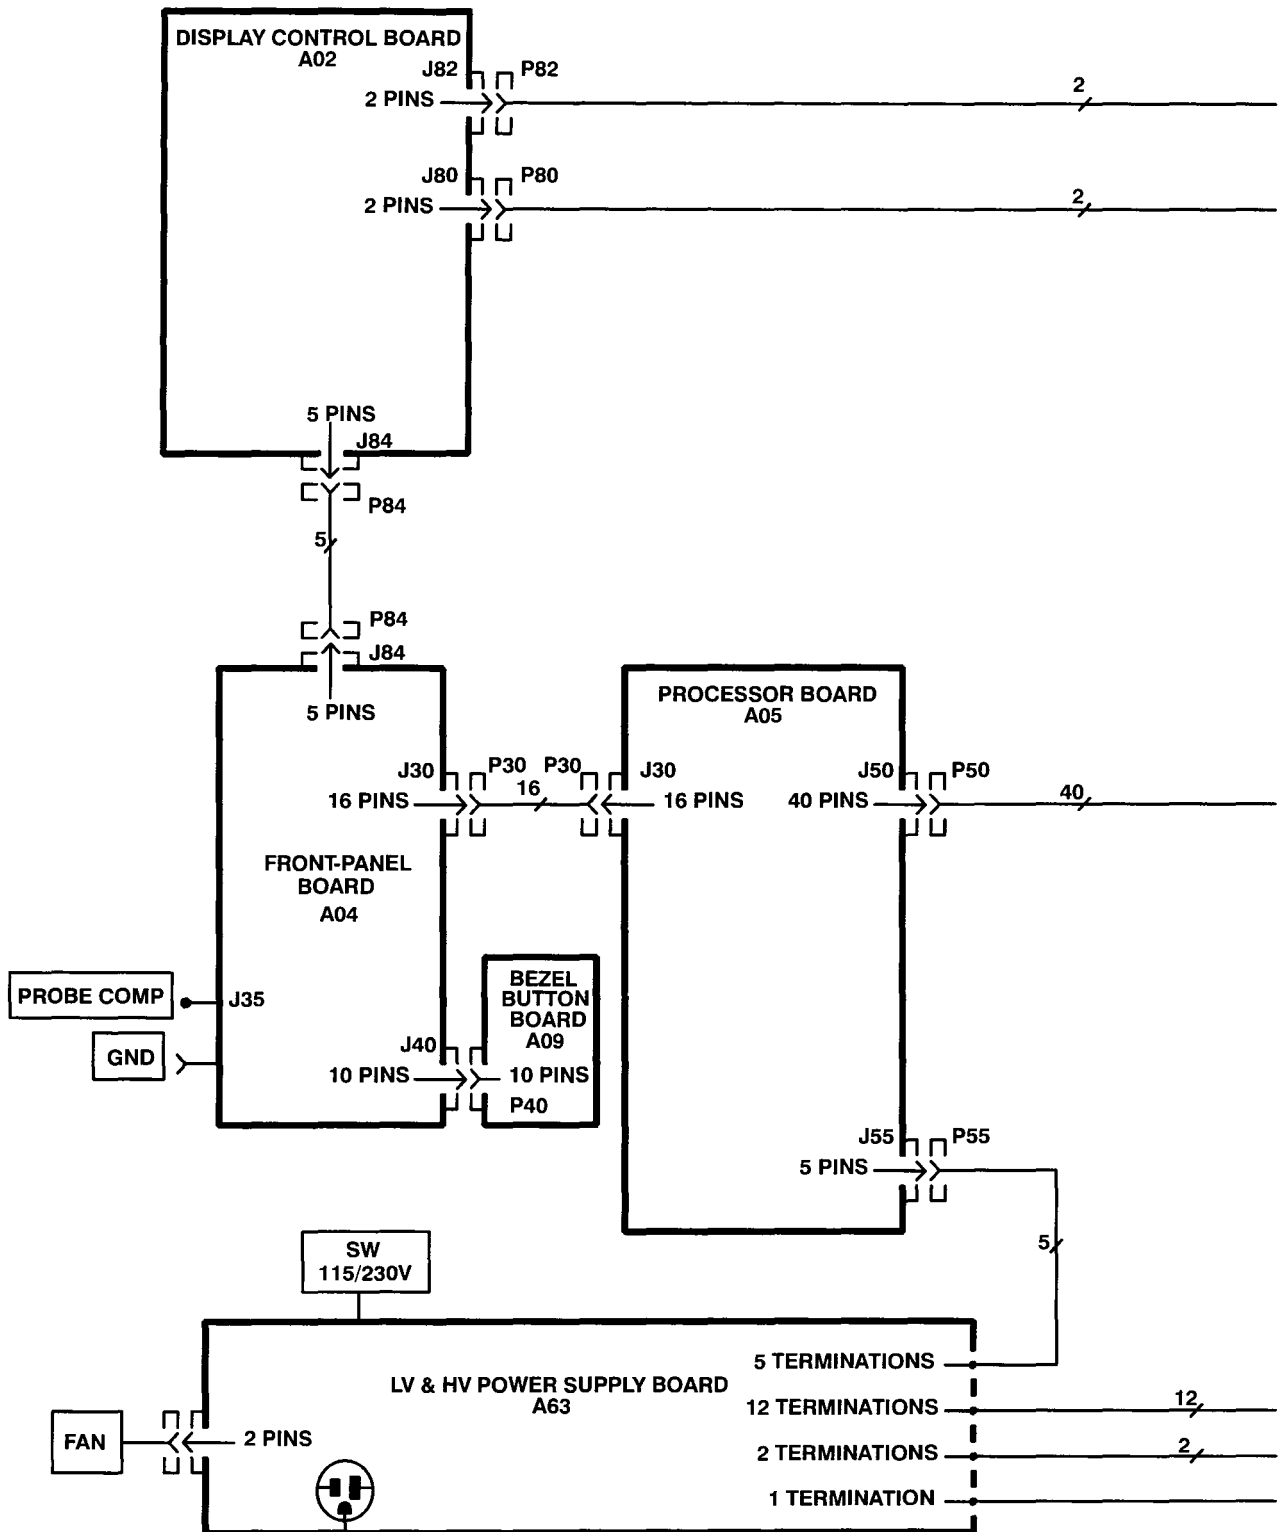 DISPLAY CONTROL BOARD
A02
J82 P82
2 PINS
2
J80 P80
2 PINS
2
5 PINS
J84
P84
5
P84
J84
5 PINS
PROCESSOR BOARD
A05
J30 P30 P30 J30
16 PINS
16
16 PINS
J50 P50
40 PINS
40
FRONT-PANEL
BOARD
A04
PROBE COMP
J35
GND
BEZEL
BUTTON
BOARD
A09
J40
10 PINS
10 PINS
P40
J55 P55
5 PINS
5
SW
115/230V
LV & HV POWER SUPPLY BOARD
A63
5 TERMINATIONS
12 TERMINATIONS
12
2 TERMINATIONS
2
1 TERMINATION
FAN
2 PINS